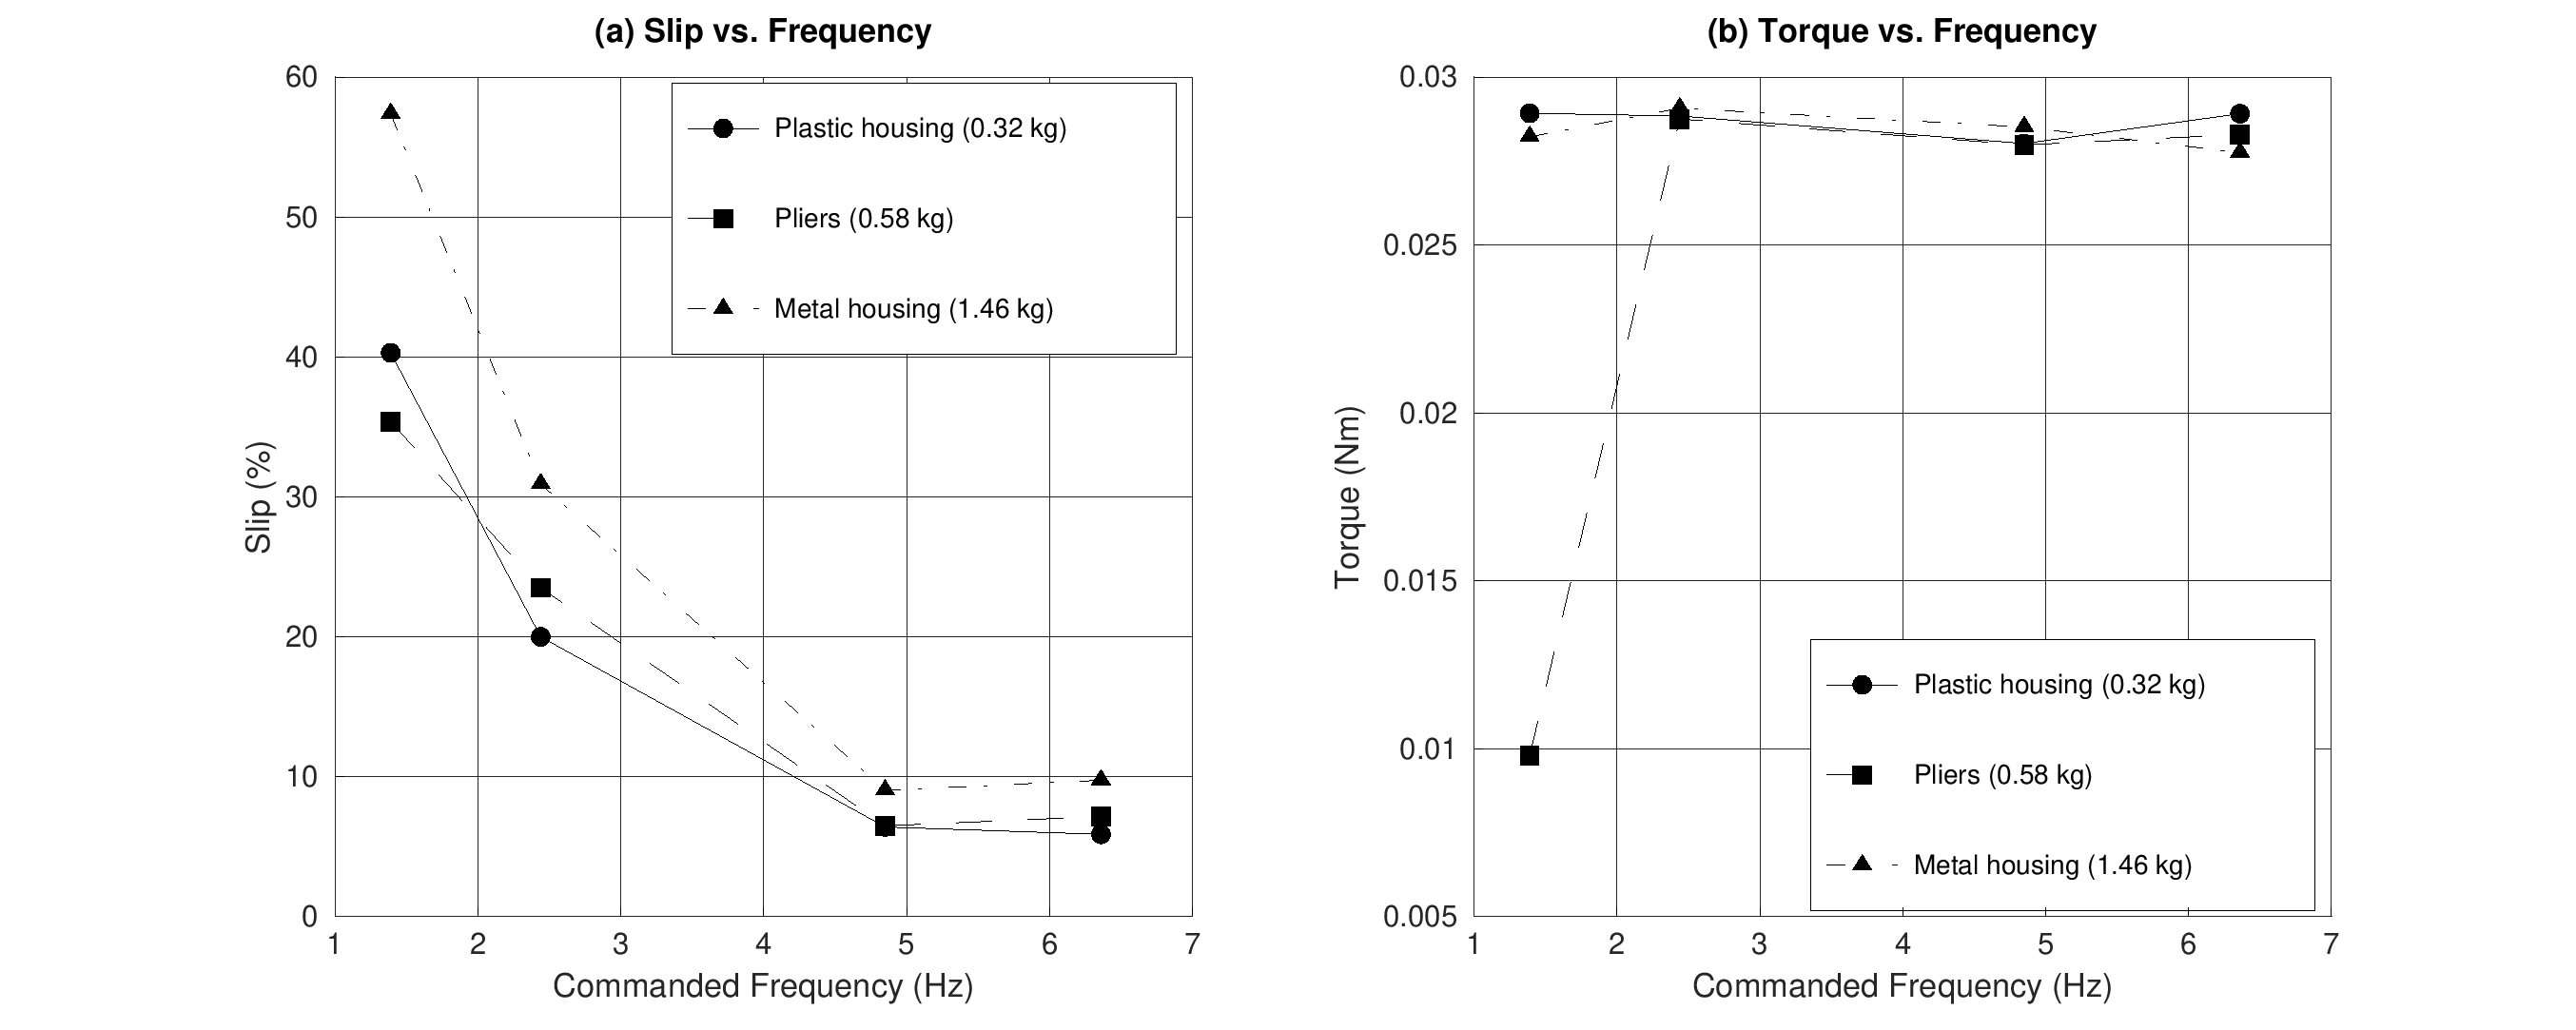 (a) Slip vs. Frequency
60
50
40
30
20
10
0
Slip (%)
Plastic housing (0.32 kg)
Pliers (0.58 kg)
Metal housing (1.46 kg)
1 2 3 4 5 6 7
Commanded Frequency (Hz)
(b) Torque vs. Frequency
0.03
0.025
0.02
0.015
0.01
0.005
Torque (Nm)
Plastic housing (0.32 kg)
Pliers (0.58 kg)
Metal housing (1.46 kg)
1 2 3 4 5 6 7
Commanded Frequency (Hz)